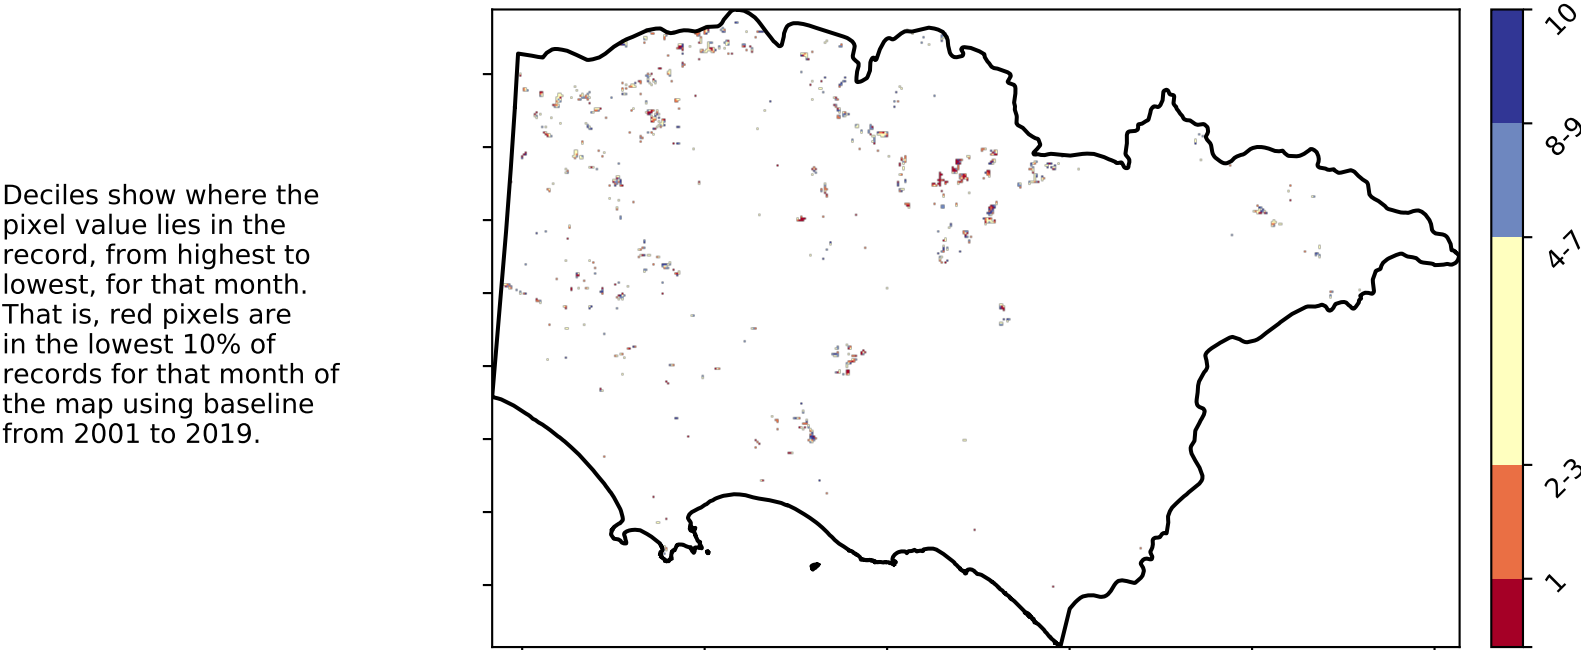 Deciles show where the
pixel value lies in the
record, from highest to
lowest, for that month.
That is, red pixels are
in the lowest 10% of
records for that month of
the map using baseline
from 2001 to 2019.
10
8-9
4-7
2-3
1